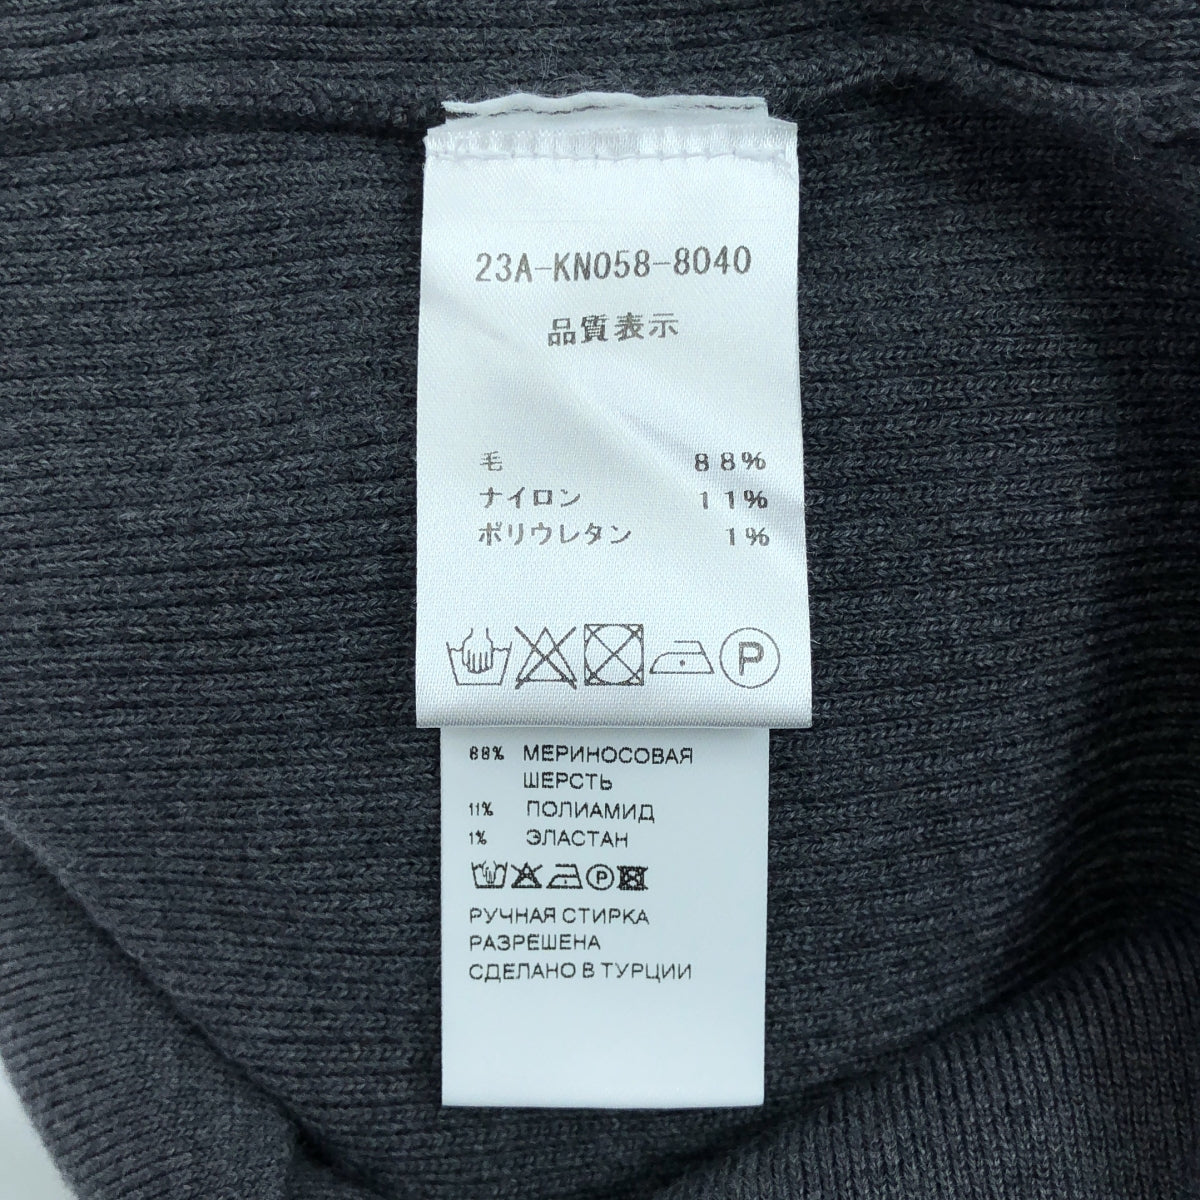 23A-KN058-8040
品質表示
毛 88%
ナイロン 11%
ポリウレタン 1%
P
88% МЕРИНОСОВАЯ
ШЕРСТЬ
11% ПОЛИАМИД
1% ЭЛАСТАН
P
РУЧНАЯ СТИРКА
РАЗРЕШЕНА
СДЕЛАНО В ТУРЦИИ